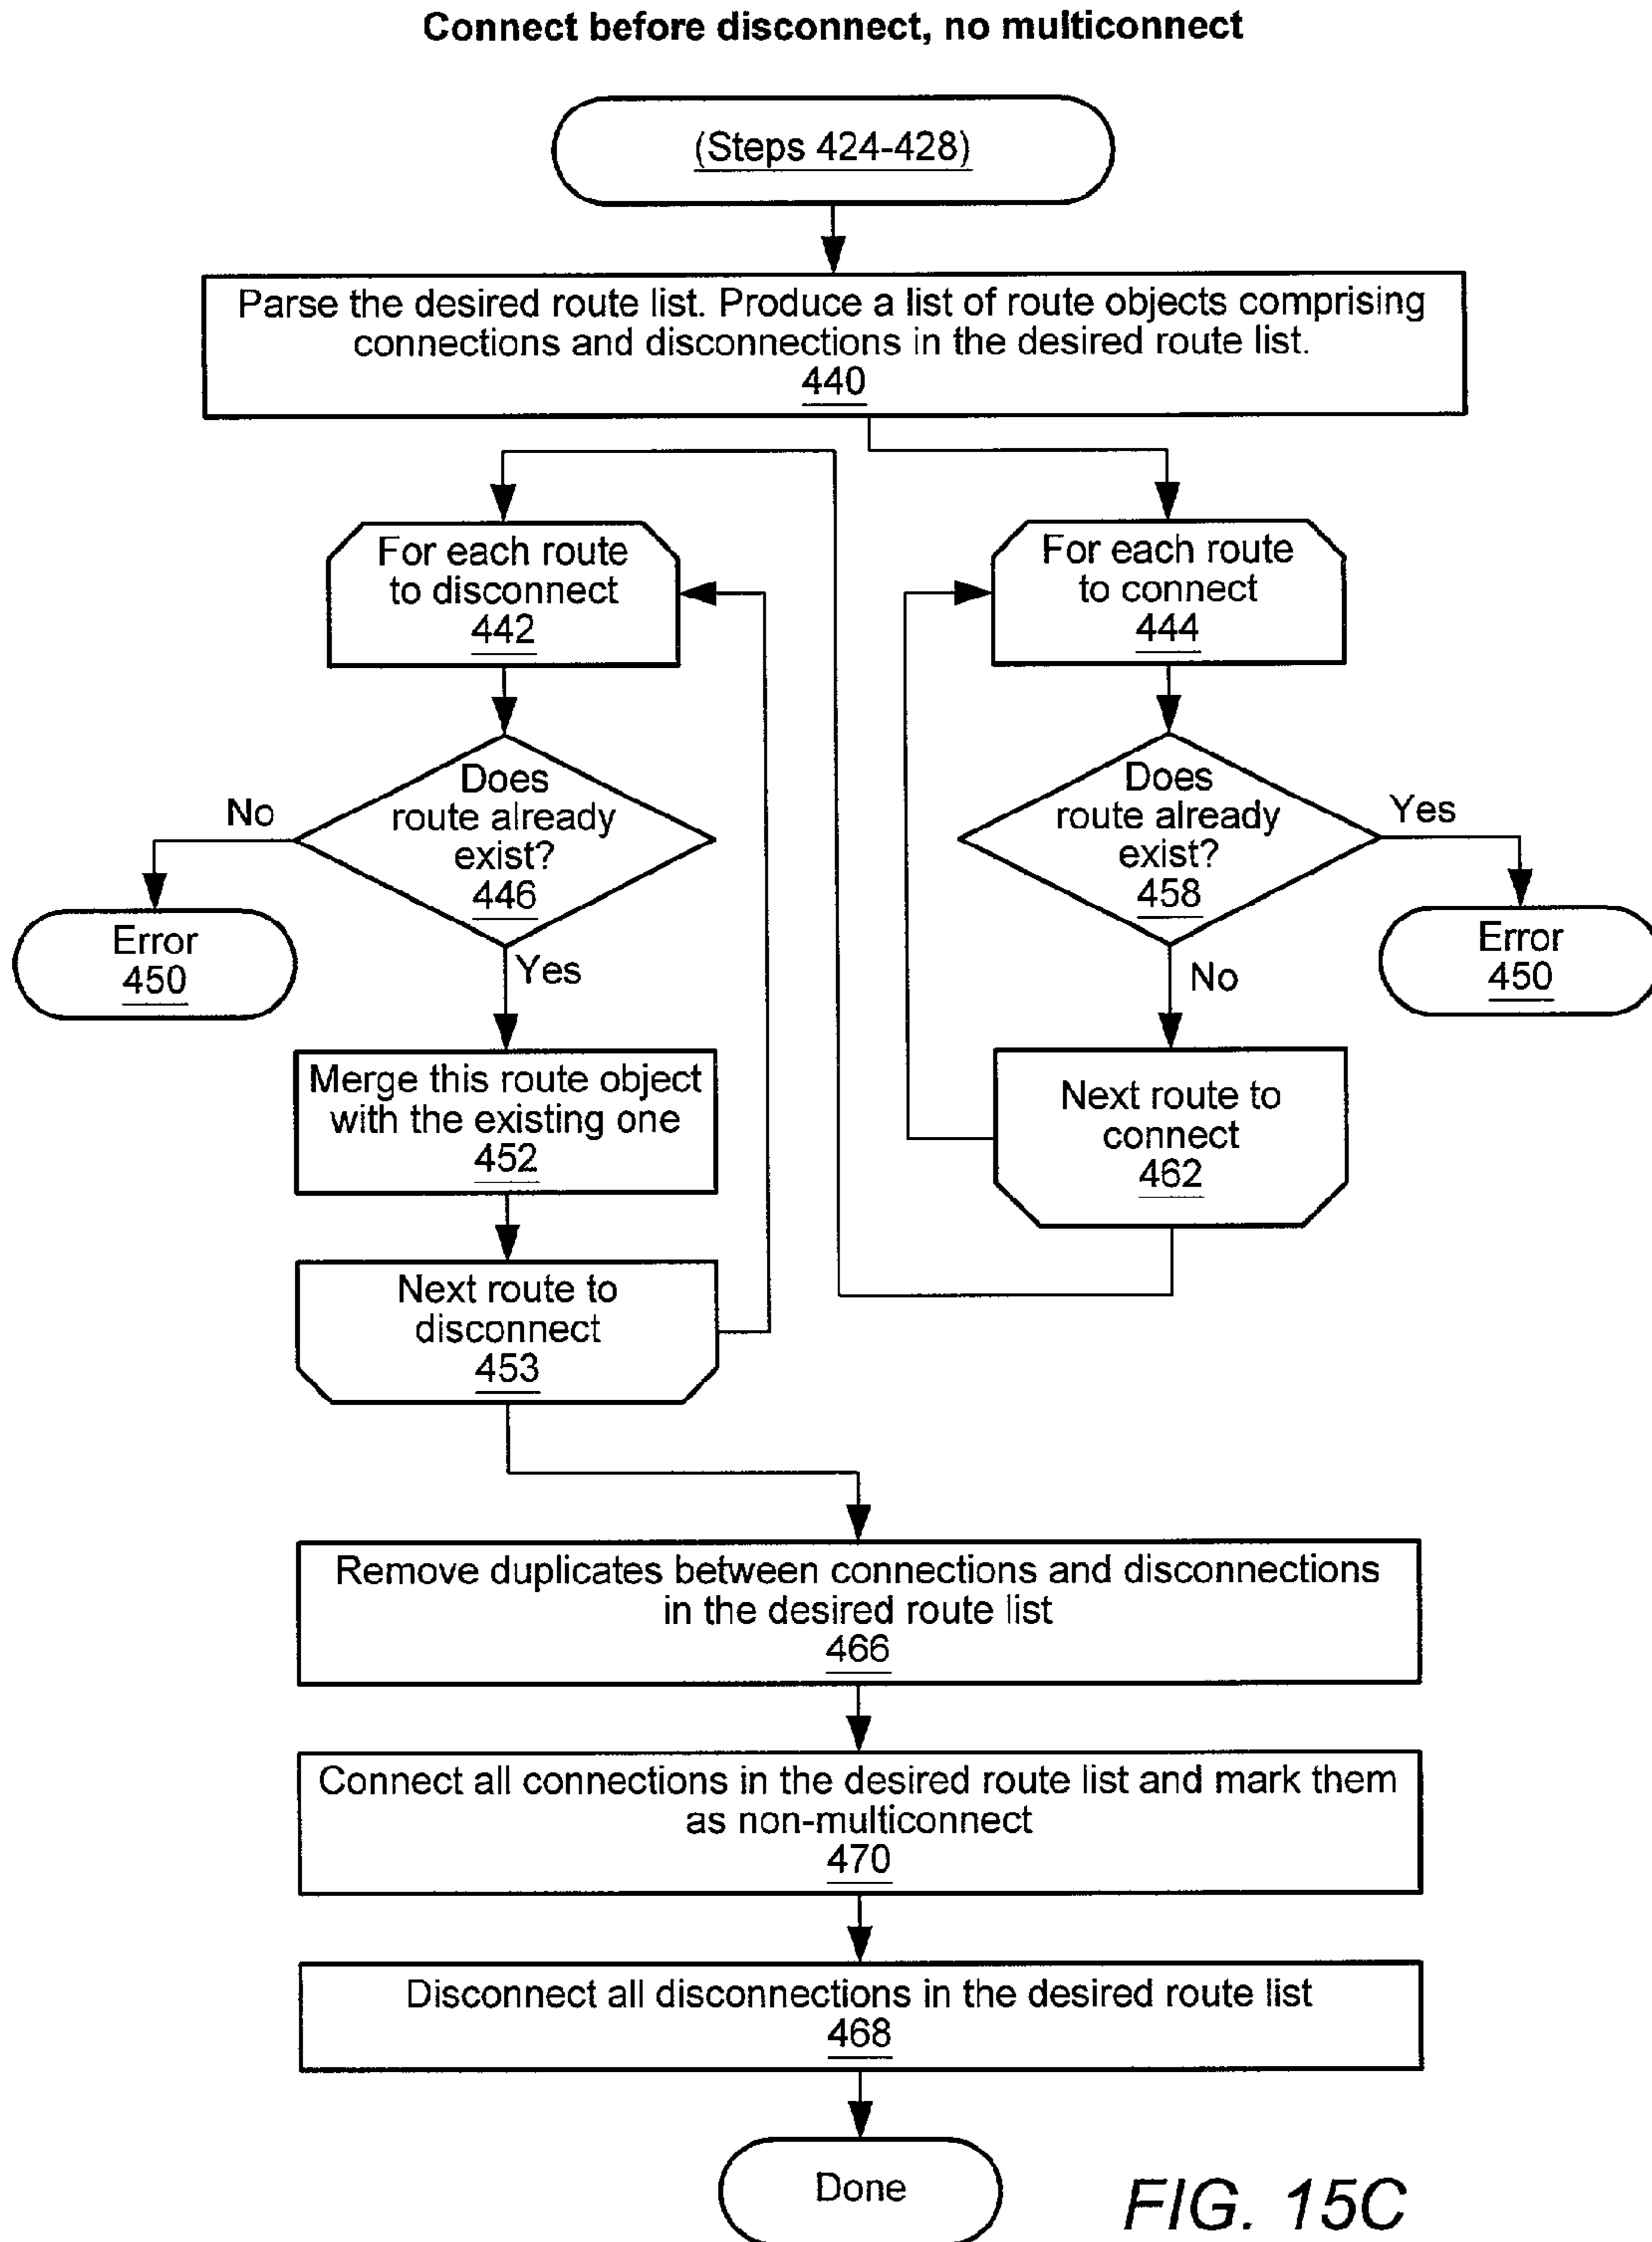 Connect before disconnect, no multiconnect
(Steps 424-428)
Parse the desired route list. Produce a list of route objects comprising
connections and disconnections in the desired route list.
440
For each route
to disconnect
442
For each route
to connect
444
Does
route already
exist?
446
No
Yes
Error
450
Does
route already
exist?
458
Yes
No
Error
450
Merge this route object
with the existing one
452
Next route to
connect
462
Next route to
disconnect
453
Remove duplicates between connections and disconnections
in the desired route list
466
Connect all connections in the desired route list and mark them
as non-multiconnect
470
Disconnect all disconnections in the desired route list
468
Done
FIG. 15C